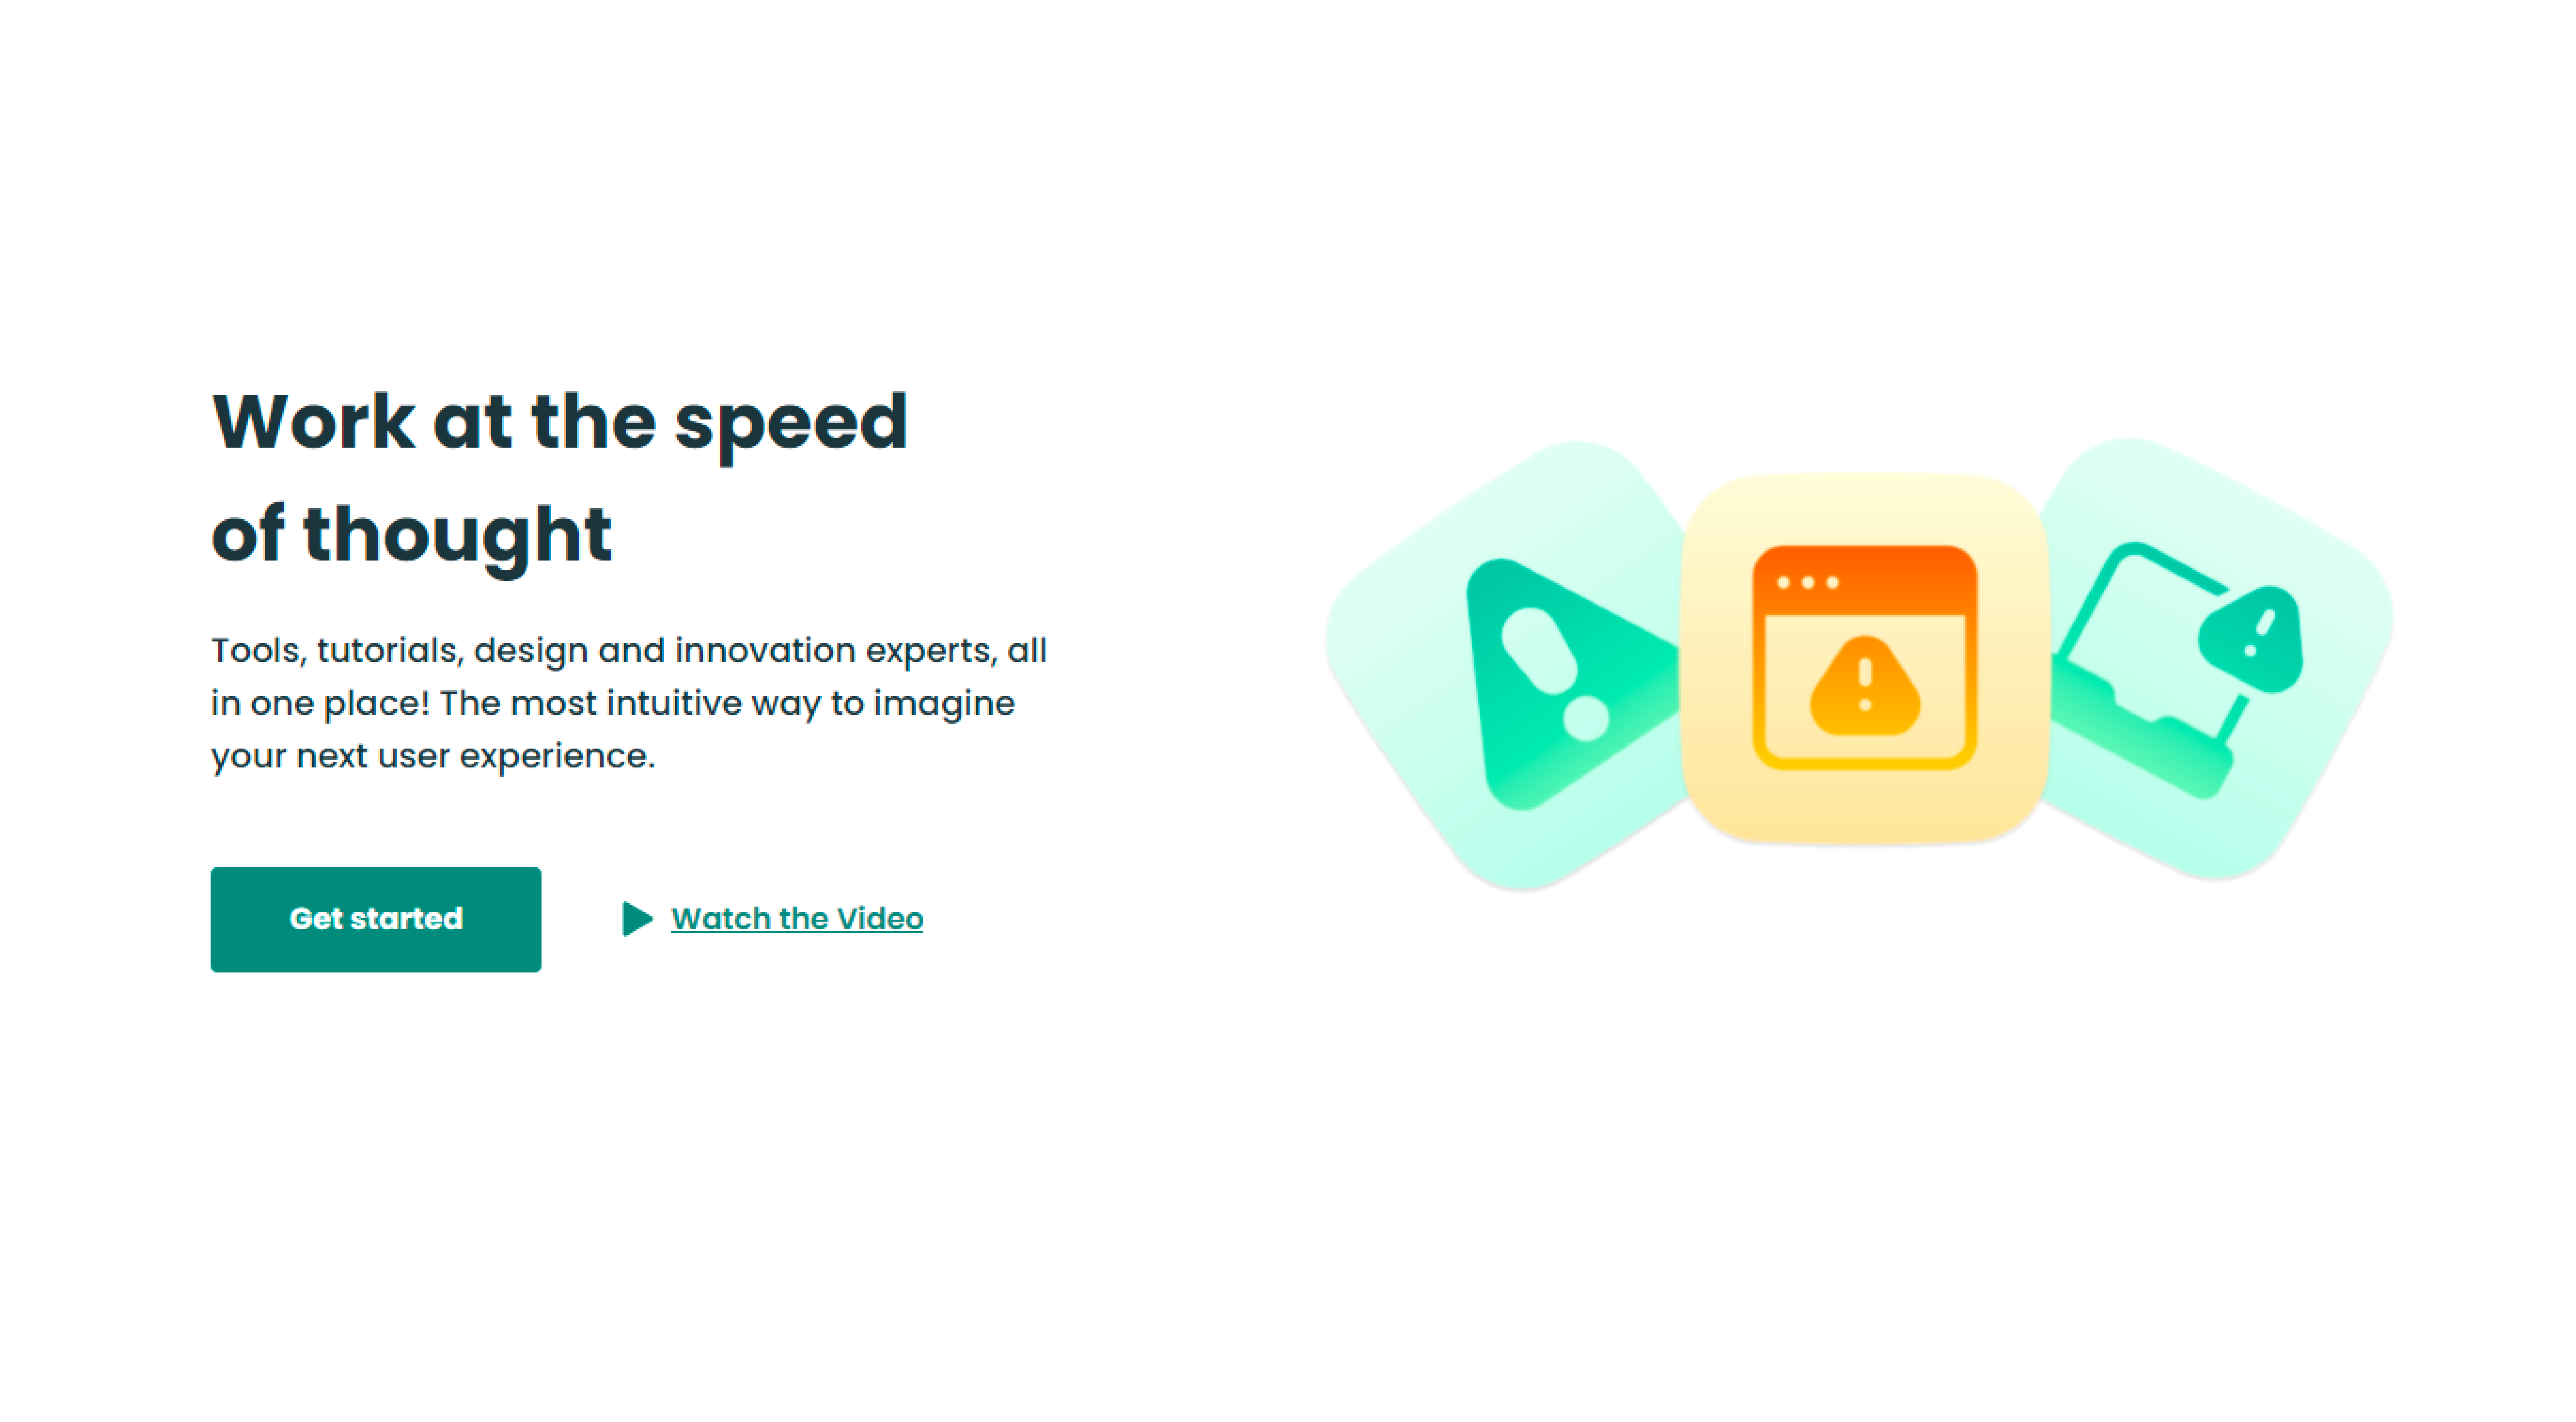 Work at the speed
of thought
Tools, tutorials, design and innovation experts, all
in one place! The most intuitive way to imagine
your next user experience.
Get started
Watch the Video